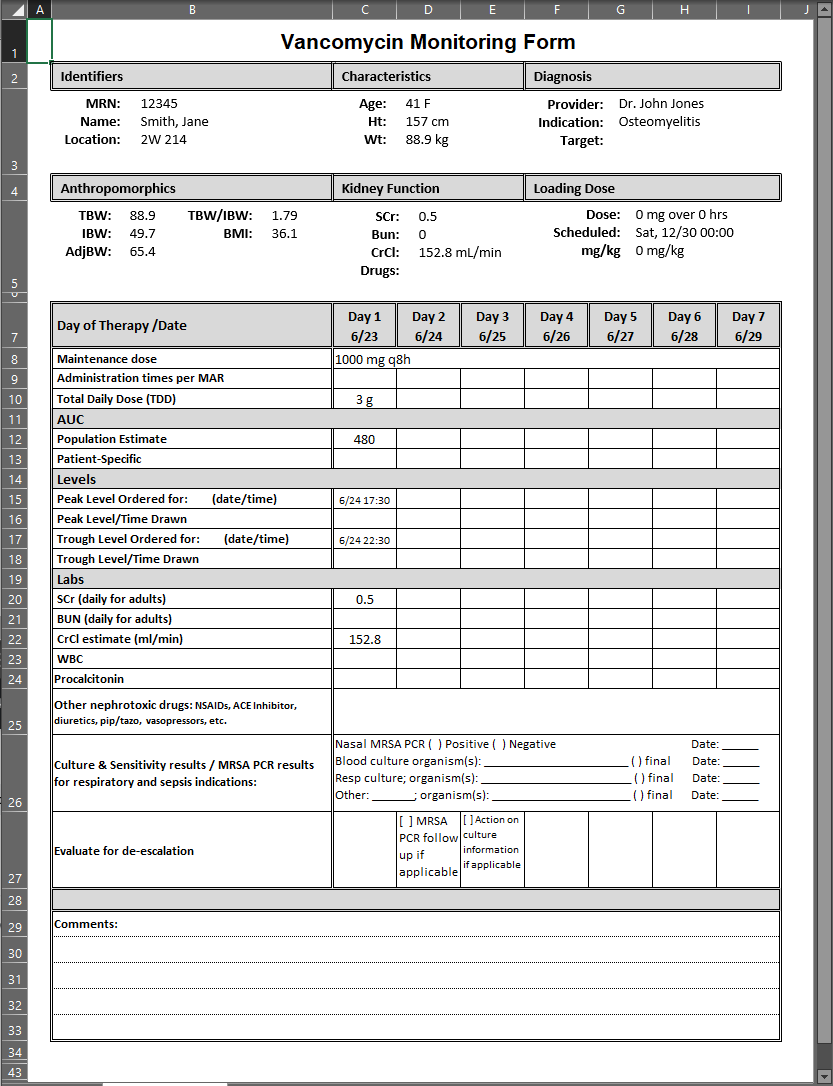 A B C D E F G H I J
1 Vancomycin Monitoring Form
2 Identifiers Characteristics Diagnosis
MRN: 12345 Age: 41 F Provider: Dr. John Jones
Name: Smith, Jane Ht: 157 cm Indication: Osteomyelitis
Location: 2W 214 Wt: 88.9 kg Target:
3
4 Anthropomorphics Kidney Function Loading Dose
TBW: 88.9 TBW/IBW: 1.79 SCr: 0.5 Dose: 0 mg over 0 hrs
IBW: 49.7 BMI: 36.1 Bun: 0 Scheduled: Sat, 12/30 00:00
AdjBW: 65.4 CrCl: 152.8 mL/min mg/kg 0 mg/kg
Drugs:
5
6
Day of Therapy /Date Day 1 Day 2 Day 3 Day 4 Day 5 Day 6 Day 7
7 6/23 6/24 6/25 6/26 6/27 6/28 6/29
8 Maintenance dose 1000 mg q8h
9 Administration times per MAR
10 Total Daily Dose (TDD) 3 g
11 AUC
12 Population Estimate 480
13 Patient-Specific
14 Levels
15 Peak Level Ordered for: (date/time) 6/24 17:30
16 Peak Level/Time Drawn
17 Trough Level Ordered for: (date/time) 6/24 22:30
18 Trough Level/Time Drawn
19 Labs
20 SCr (daily for adults) 0.5
21 BUN (daily for adults)
22 CrCl estimate (ml/min) 152.8
23 WBC
24 Procalcitonin
Other nephrotoxic drugs: NSAIDs, ACE Inhibitor,
25 diuretics, pip/tazo, vasopressors, etc.
Nasal MRSA PCR ( ) Positive ( ) Negative Date: ______
Culture & Sensitivity results / MRSA PCR results Blood culture organism(s): ________________________ ( ) final Date: ______
for respiratory and sepsis indications: Resp culture; organism(s): ________________________ ( ) final Date: ______
26 Other: _______; organism(s): ________________________ ( ) final Date: ______
Evaluate for de-escalation
[ ] MRSA
PCR follow
up if
applicable
[ ] Action on
culture
information
if applicable
27
28
29 Comments:
30
31
32
33
34
43